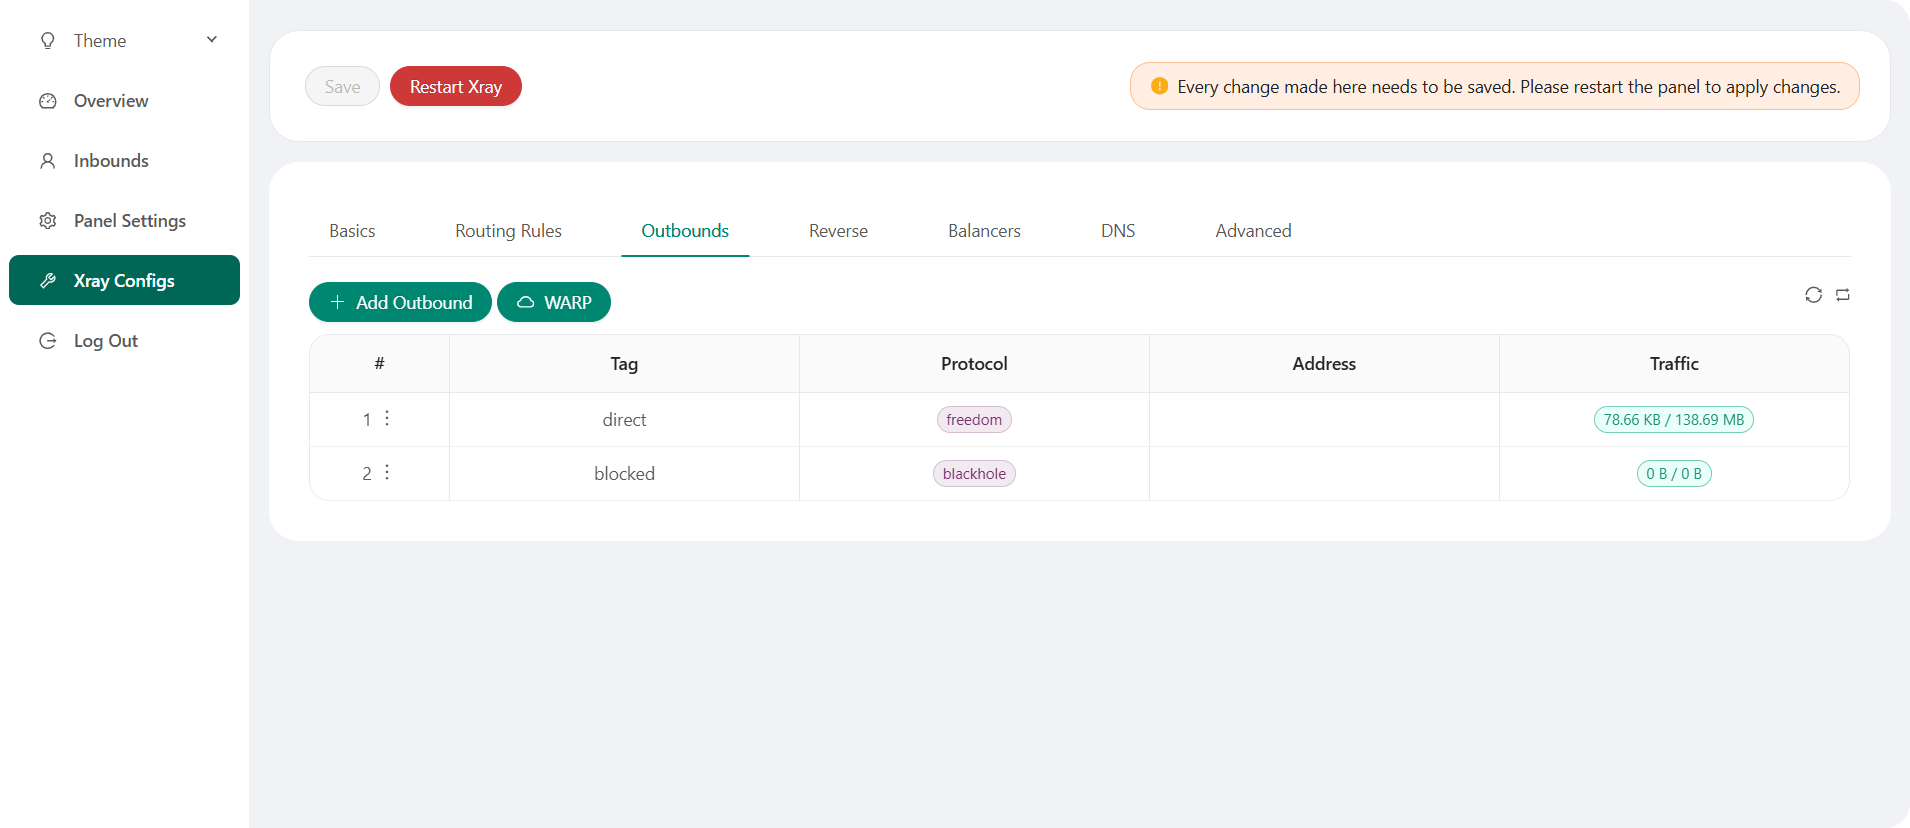 Theme
Overview
Inbounds
Panel Settings
Xray Configs
Log Out
Save
Restart Xray
Every change made here needs to be saved. Please restart the panel to apply changes.
Basics
Routing Rules
Outbounds
Reverse
Balancers
DNS
Advanced
Add Outbound
WARP
# Tag Protocol Address Traffic
1 direct freedom 78.66 KB / 138.69 MB
2 blocked blackhole 0 B / 0 B